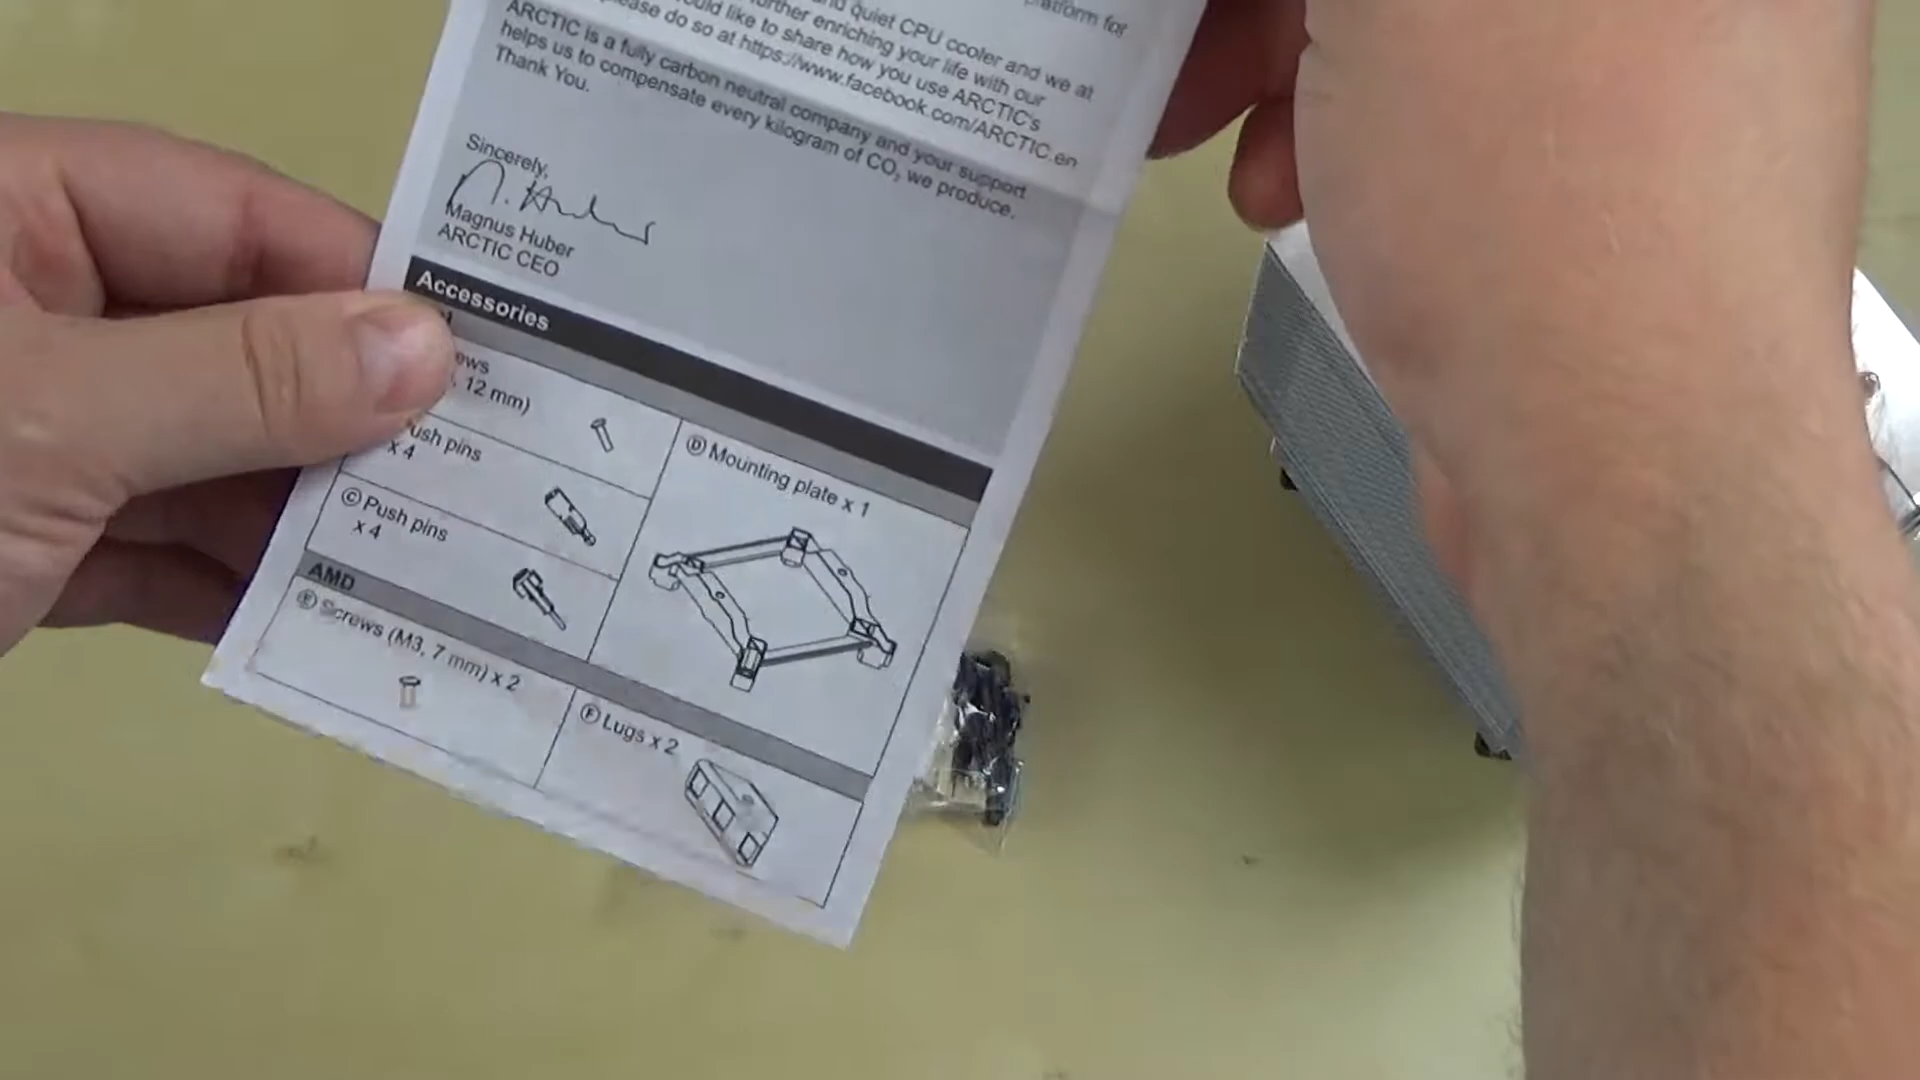 platform for
and quiet CPU cooler and we at
further enriching your life with our
would like to share how you use ARCTIC's
please do so at https://www.facebook.com/ARCTIC.en
ARCTIC is a fully carbon neutral company and your support
helps us to compensate every kilogram of CO₂ we produce.
Thank You.
Sincerely,
Magnus Huber
ARCTIC CEO
Accessories
12 mm)
x 4
Ⓒ Push pins
x 4
Ⓓ Mounting plate x 1
AMD
Ⓔ Screws (M3, 7 mm) x 2
Ⓕ Lugs x 2